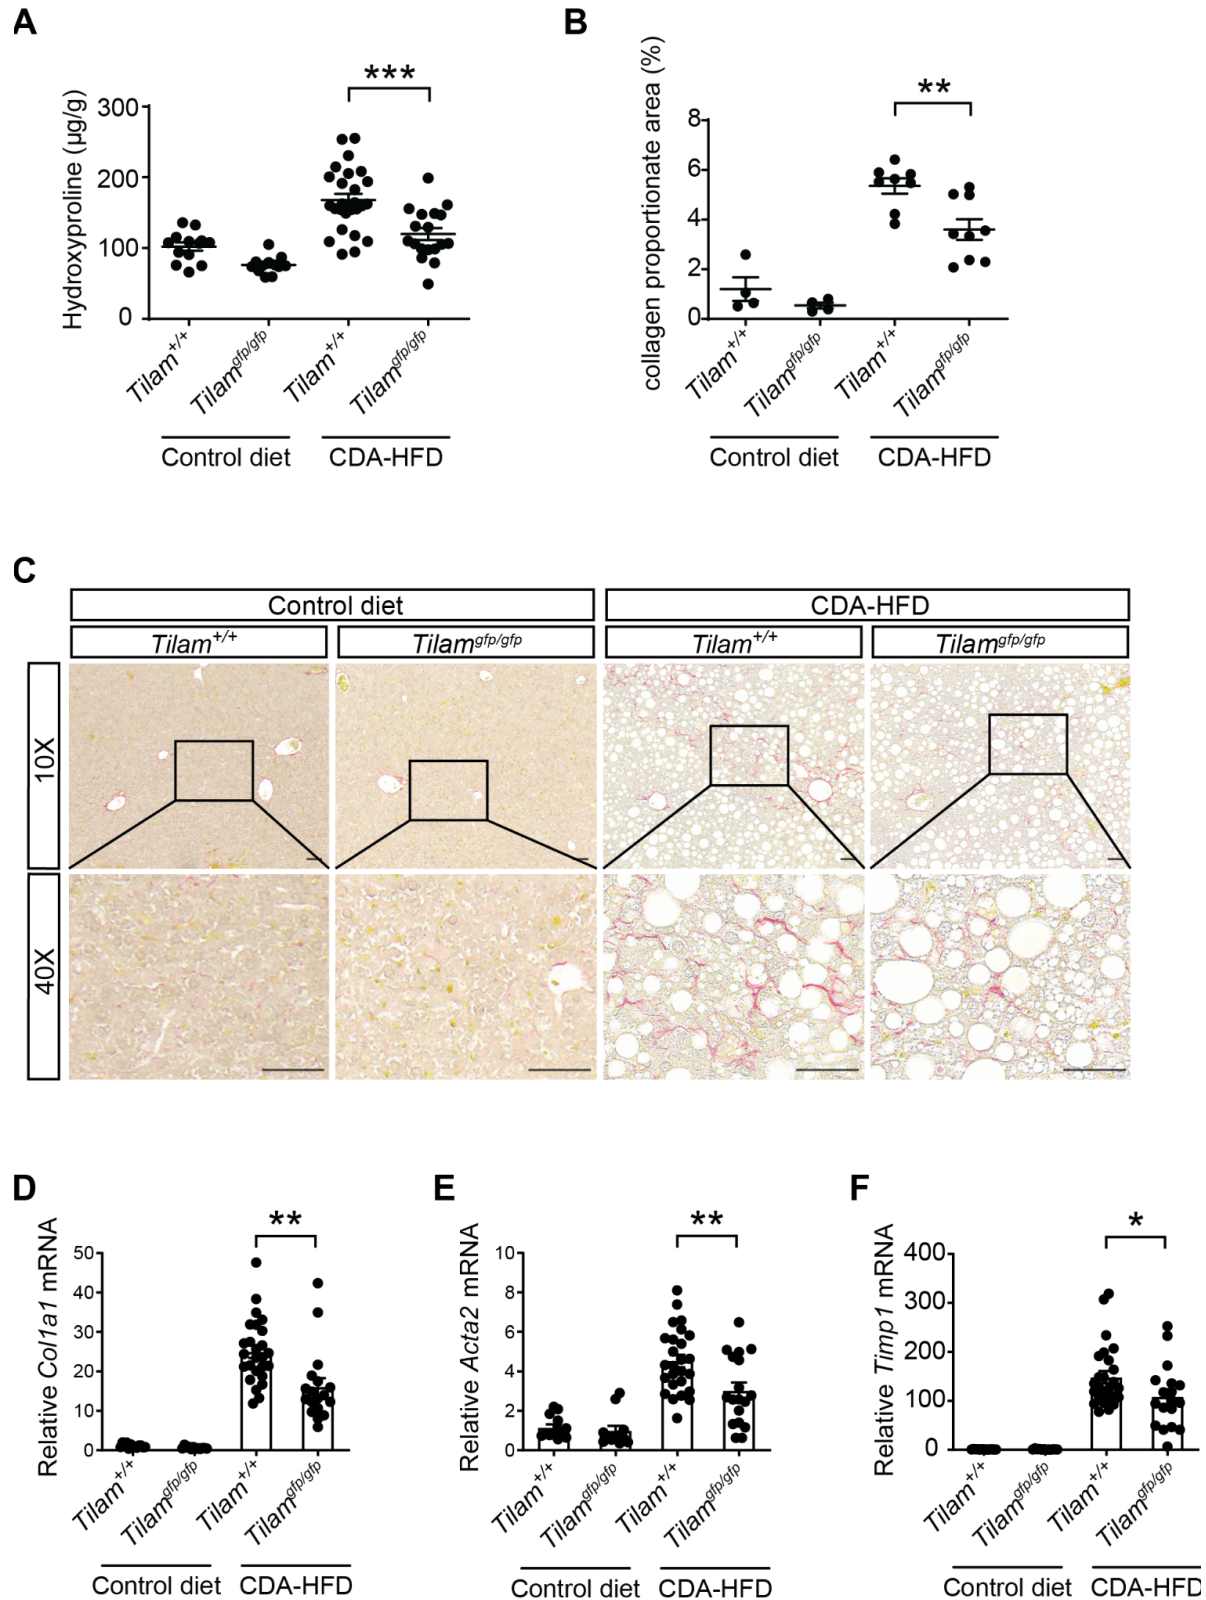 A
Hydroxyproline (µg/g)
300
200
100
0
***
Tilam+/+
Tilamgfp/gfp
Tilam+/+
Tilamgfp/gfp
Control diet
CDA-HFD
B
collagen proportionate area (%)
8
6
4
2
0
**
Tilam+/+
Tilamgfp/gfp
Tilam+/+
Tilamgfp/gfp
Control diet
CDA-HFD
C
Control diet
CDA-HFD
Tilam+/+
Tilamgfp/gfp
Tilam+/+
Tilamgfp/gfp
10X
40X
D
Relative Col1a1 mRNA
50
40
30
20
10
0
**
Tilam+/+
Tilamgfp/gfp
Tilam+/+
Tilamgfp/gfp
Control diet
CDA-HFD
E
Relative Acta2 mRNA
10
8
6
4
2
0
**
Tilam+/+
Tilamgfp/gfp
Tilam+/+
Tilamgfp/gfp
Control diet
CDA-HFD
F
Relative Timp1 mRNA
400
300
200
100
0
*
Tilam+/+
Tilamgfp/gfp
Tilam+/+
Tilamgfp/gfp
Control diet
CDA-HFD